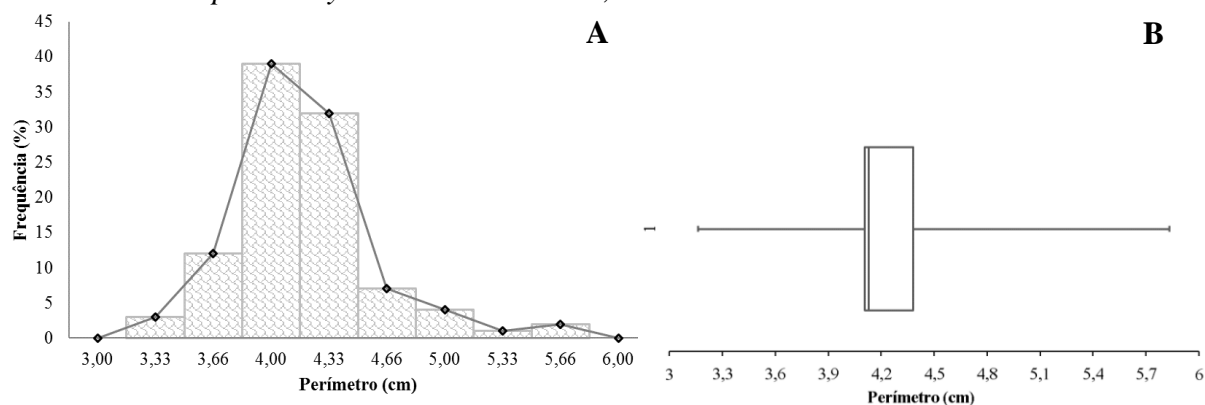 A
45
40
35
30
25
20
15
10
5
0
Frequência (%)
3,00 3,33 3,66 4,00 4,33 4,66 5,00 5,33 5,66 6,00
Perímetro (cm)
B
1
3 3,3 3,6 3,9 4,2 4,5 4,8 5,1 5,4 5,7 6
Perímetro (cm)